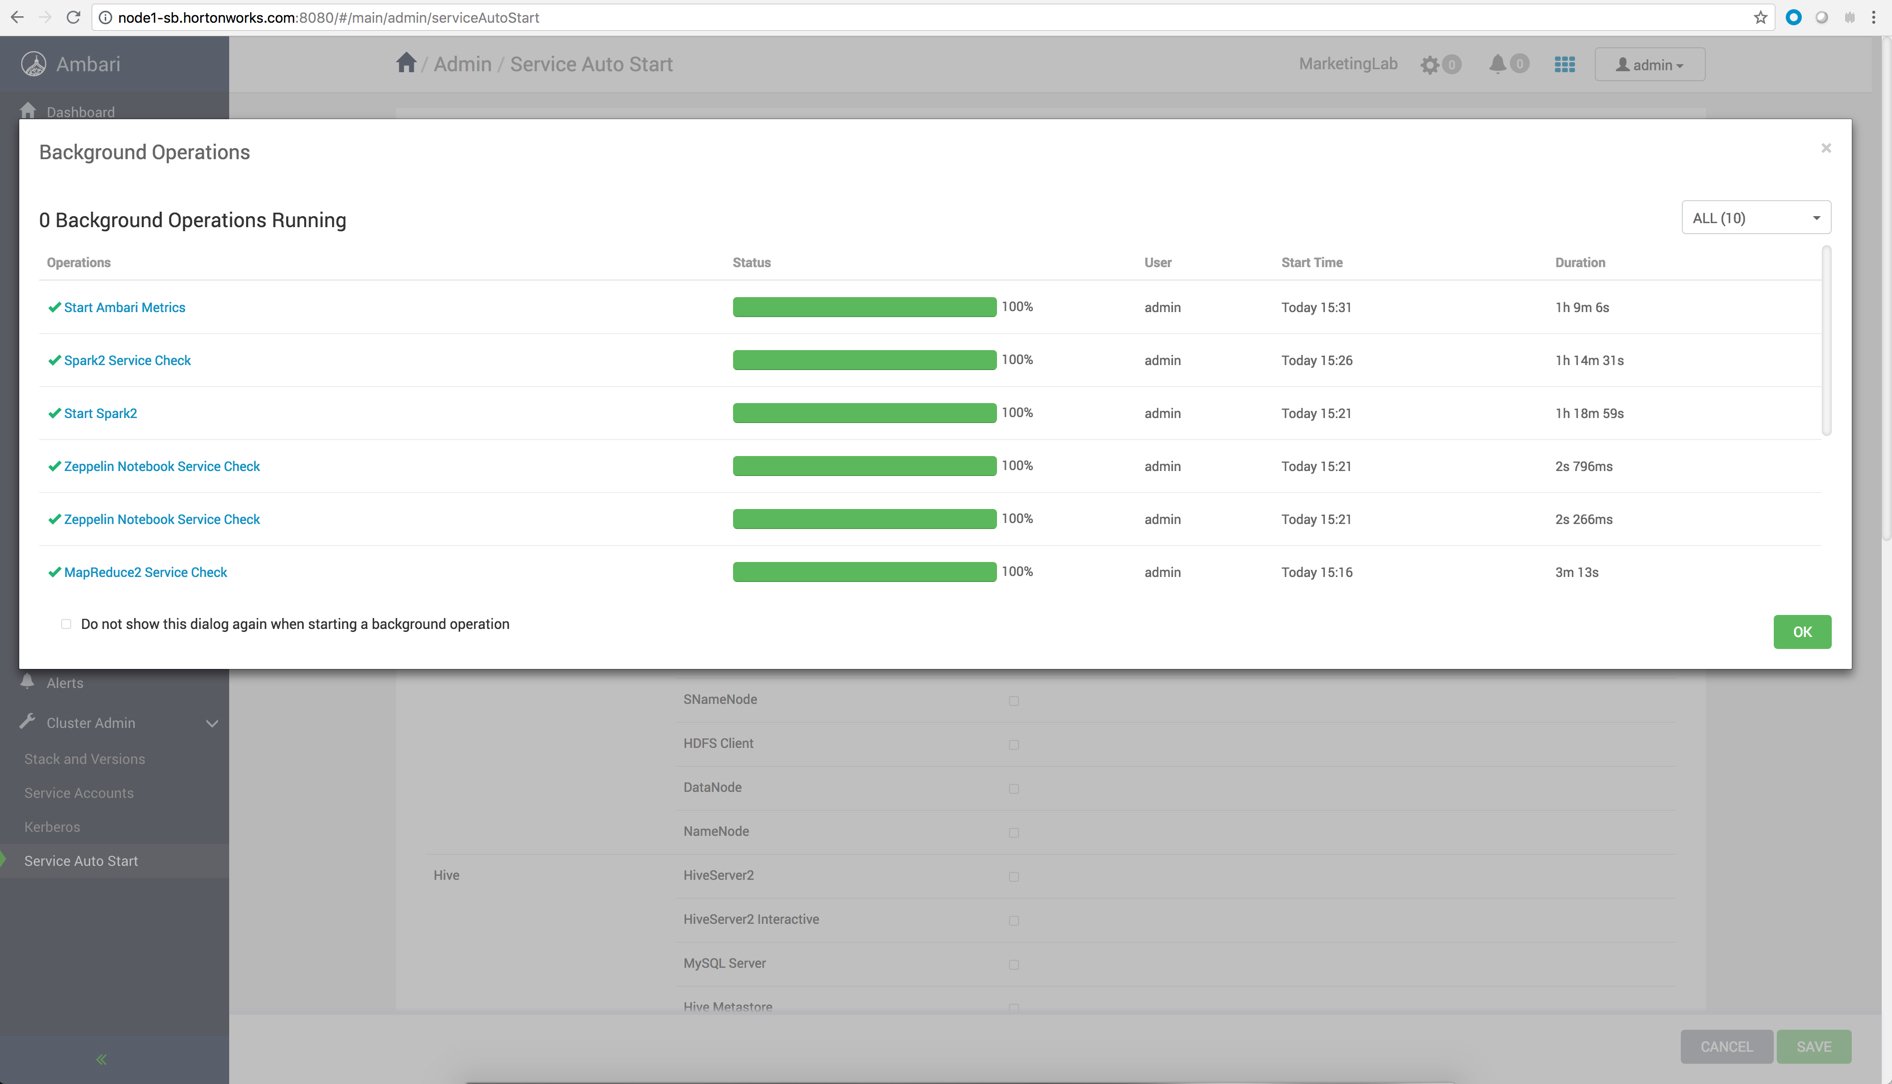 node1-sb.hortonworks.com:8080/#/main/admin/serviceAutoStart
Ambari
/ Admin / Service Auto Start
MarketingLab
0
0
admin
Dashboard
Background Operations
×
0 Background Operations Running
ALL (10)
Operations Status User Start Time Duration
Start Ambari Metrics 100% admin Today 15:31 1h 9m 6s
Spark2 Service Check 100% admin Today 15:26 1h 14m 31s
Start Spark2 100% admin Today 15:21 1h 18m 59s
Zeppelin Notebook Service Check 100% admin Today 15:21 2s 796ms
Zeppelin Notebook Service Check 100% admin Today 15:21 2s 266ms
MapReduce2 Service Check 100% admin Today 15:16 3m 13s
Do not show this dialog again when starting a background operation
OK
Alerts
Cluster Admin
Stack and Versions
Service Accounts
Kerberos
Service Auto Start
«
SNameNode
HDFS Client
DataNode
NameNode
Hive HiveServer2
HiveServer2 Interactive
MySQL Server
Hive Metastore
CANCEL SAVE